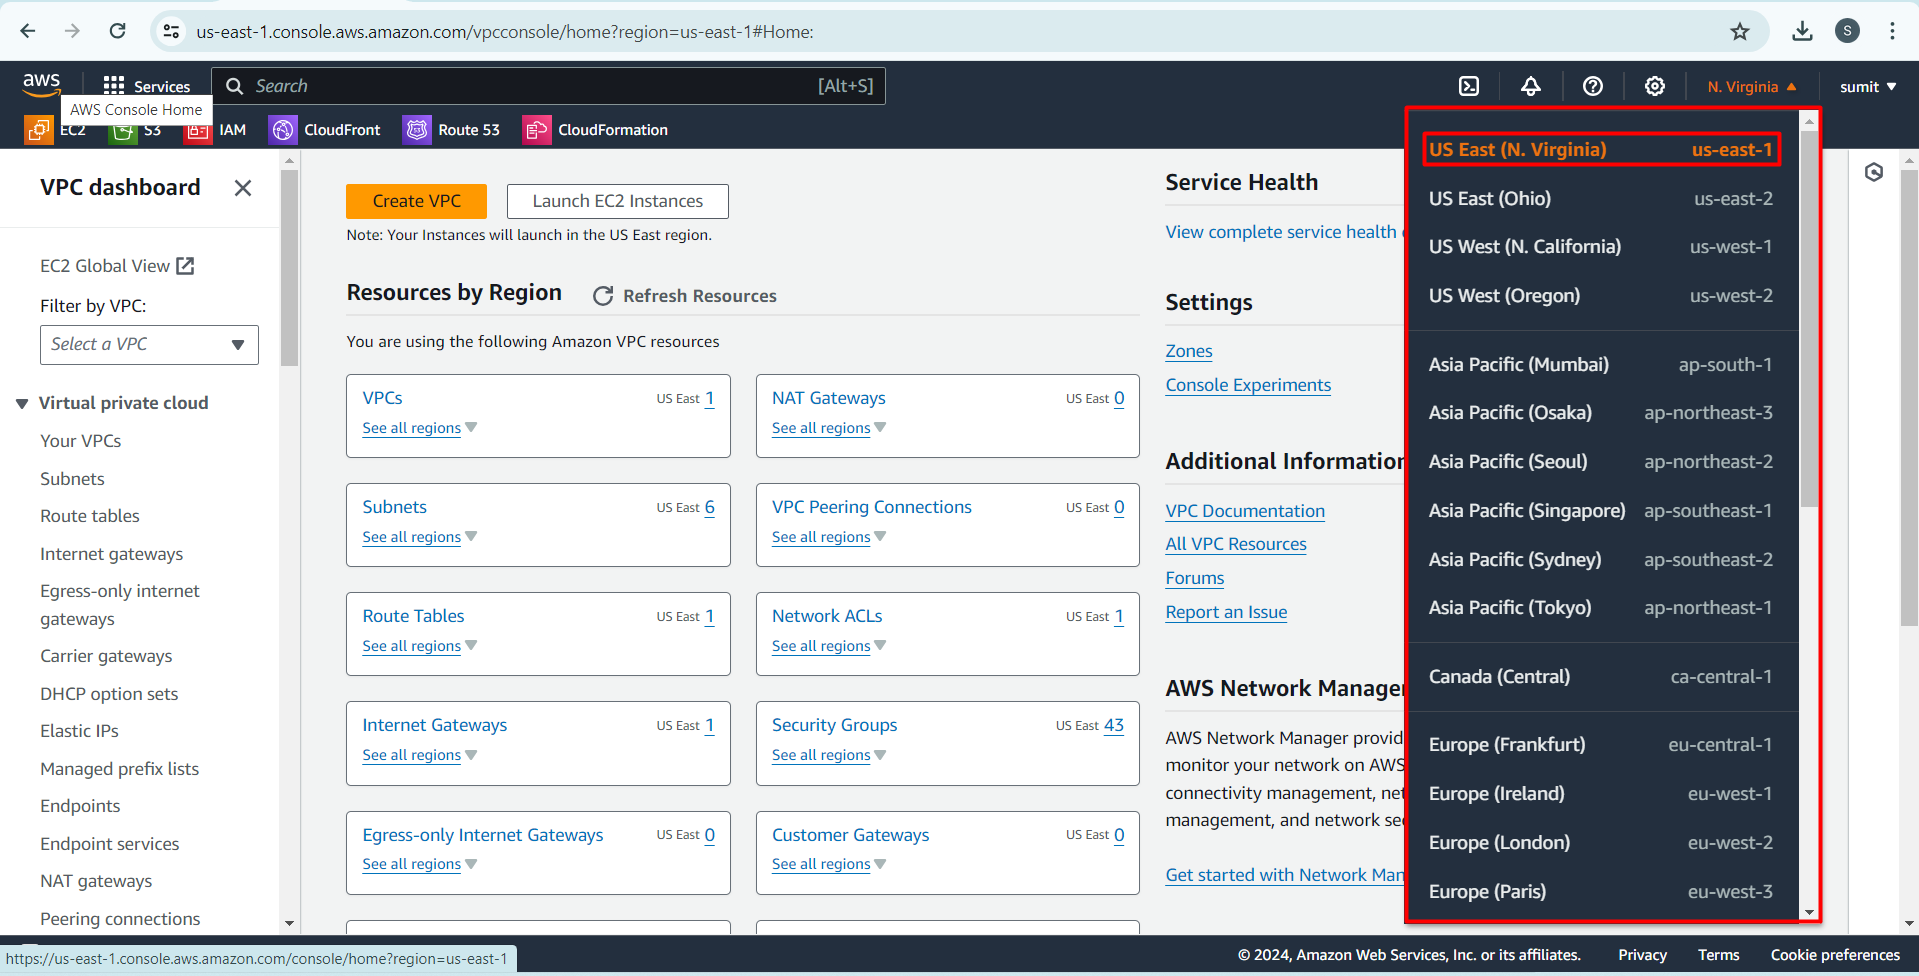 us-east-1.console.aws.amazon.com/vpcconsole/home?region=us-east-1#Home:
S
aws
Services
Search
[Alt+S]
N. Virginia
sumit
AWS Console Home
EC2
S3
IAM
CloudFront
Route 53
CloudFormation
VPC dashboard
EC2 Global View
Filter by VPC:
Select a VPC
Virtual private cloud
Your VPCs
Subnets
Route tables
Internet gateways
Egress-only internet
gateways
Carrier gateways
DHCP option sets
Elastic IPs
Managed prefix lists
Endpoints
Endpoint services
NAT gateways
Peering connections
Create VPC
Launch EC2 Instances
Note: Your Instances will launch in the US East region.
Resources by Region
Refresh Resources
You are using the following Amazon VPC resources
VPCs US East 1
See all regions
NAT Gateways US East 0
See all regions
Subnets US East 6
See all regions
VPC Peering Connections US East 0
See all regions
Route Tables US East 1
See all regions
Network ACLs US East 1
See all regions
Internet Gateways US East 1
See all regions
Security Groups US East 43
See all regions
Egress-only Internet Gateways US East 0
See all regions
Customer Gateways US East 0
See all regions
Service Health
View complete service health
Settings
Zones
Console Experiments
Additional Information
VPC Documentation
All VPC Resources
Forums
Report an Issue
AWS Network Manager
AWS Network Manager provid
monitor your network on AWS
connectivity management, net
management, and network se
Get started with Network Man
US East (N. Virginia) us-east-1
US East (Ohio) us-east-2
US West (N. California) us-west-1
US West (Oregon) us-west-2
Asia Pacific (Mumbai) ap-south-1
Asia Pacific (Osaka) ap-northeast-3
Asia Pacific (Seoul) ap-northeast-2
Asia Pacific (Singapore) ap-southeast-1
Asia Pacific (Sydney) ap-southeast-2
Asia Pacific (Tokyo) ap-northeast-1
Canada (Central) ca-central-1
Europe (Frankfurt) eu-central-1
Europe (Ireland) eu-west-1
Europe (London) eu-west-2
Europe (Paris) eu-west-3
https://us-east-1.console.aws.amazon.com/console/home?region=us-east-1
© 2024, Amazon Web Services, Inc. or its affiliates.
Privacy
Terms
Cookie preferences